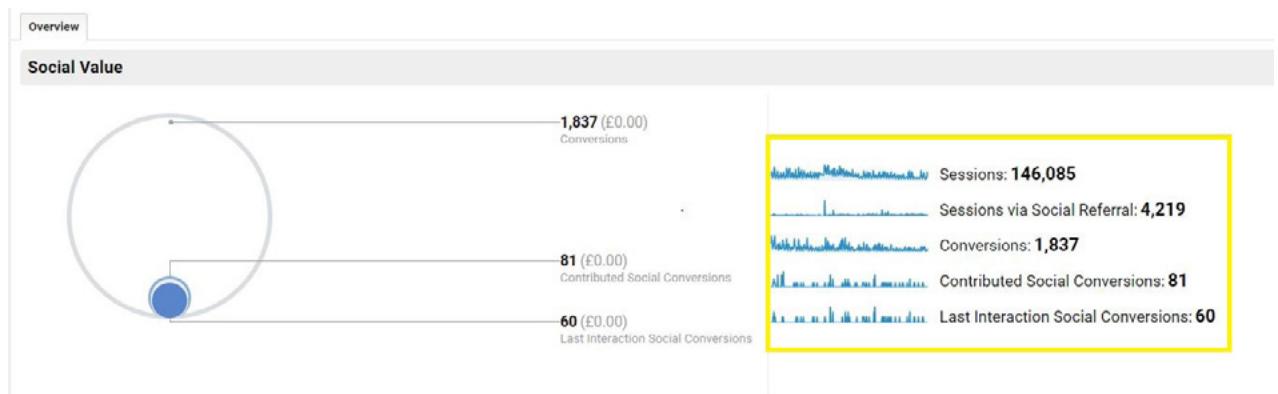 Overview
Social Value
1,837 (£0.00)
Conversions
81 (£0.00)
Contributed Social Conversions
60 (£0.00)
Last Interaction Social Conversions
Sessions: 146,085
Sessions via Social Referral: 4,219
Conversions: 1,837
Contributed Social Conversions: 81
Last Interaction Social Conversions: 60